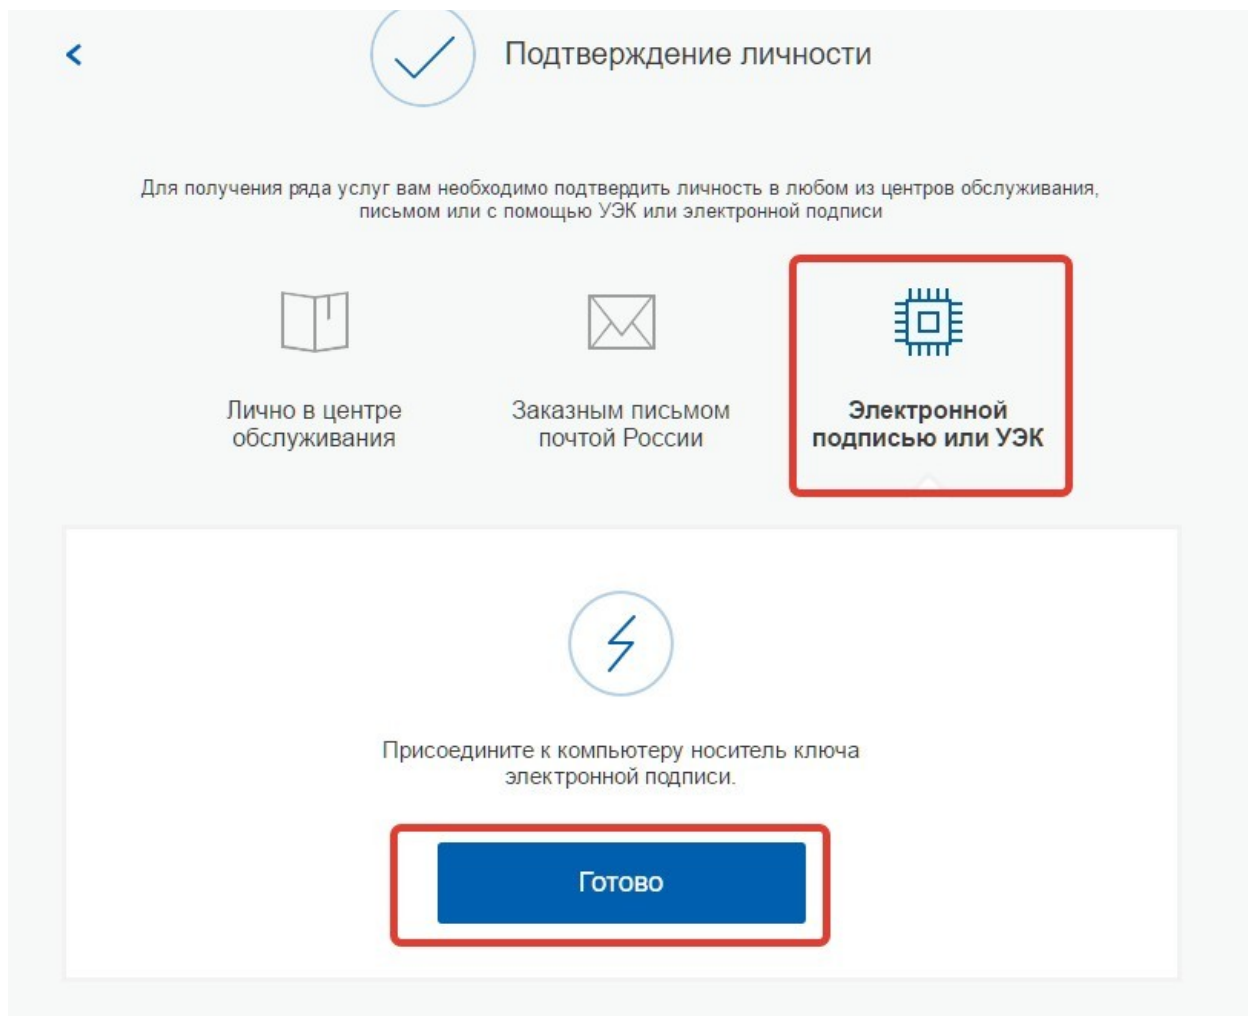 Подтверждение личности
Для получения ряда услуг вам необходимо подтвердить личность в любом из центров обслуживания,
письмом или с помощью УЭК или электронной подписи
Лично в центре
обслуживания
Заказным письмом
почтой России
Электронной
подписью или УЭК
Присоедините к компьютеру носитель ключа
электронной подписи.
Готово